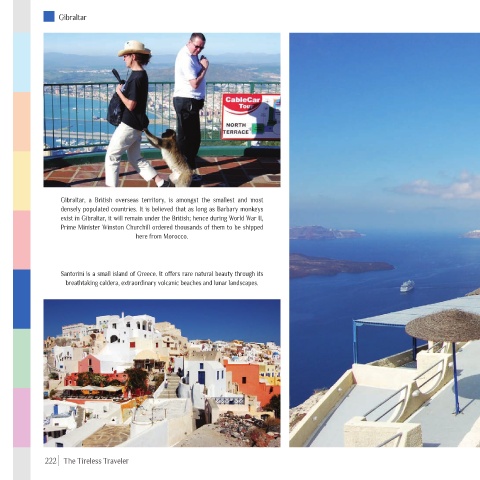 Gibraltar
CableCar
Tour
NORTH
TERRACE
Gibraltar, a British overseas territory, is amongst the smallest and most
densely populated countries. It is believed that as long as Barbary monkeys
exist in Gibraltar, it will remain under the British; hence during World War II,
Prime Minister Winston Churchill ordered thousands of them to be shipped
here from Morocco.
Santorini is a small island of Greece. It offers rare natural beauty through its
breathtaking caldera, extraordinary volcanic beaches and lunar landscapes.
222 | The Tireless Traveler